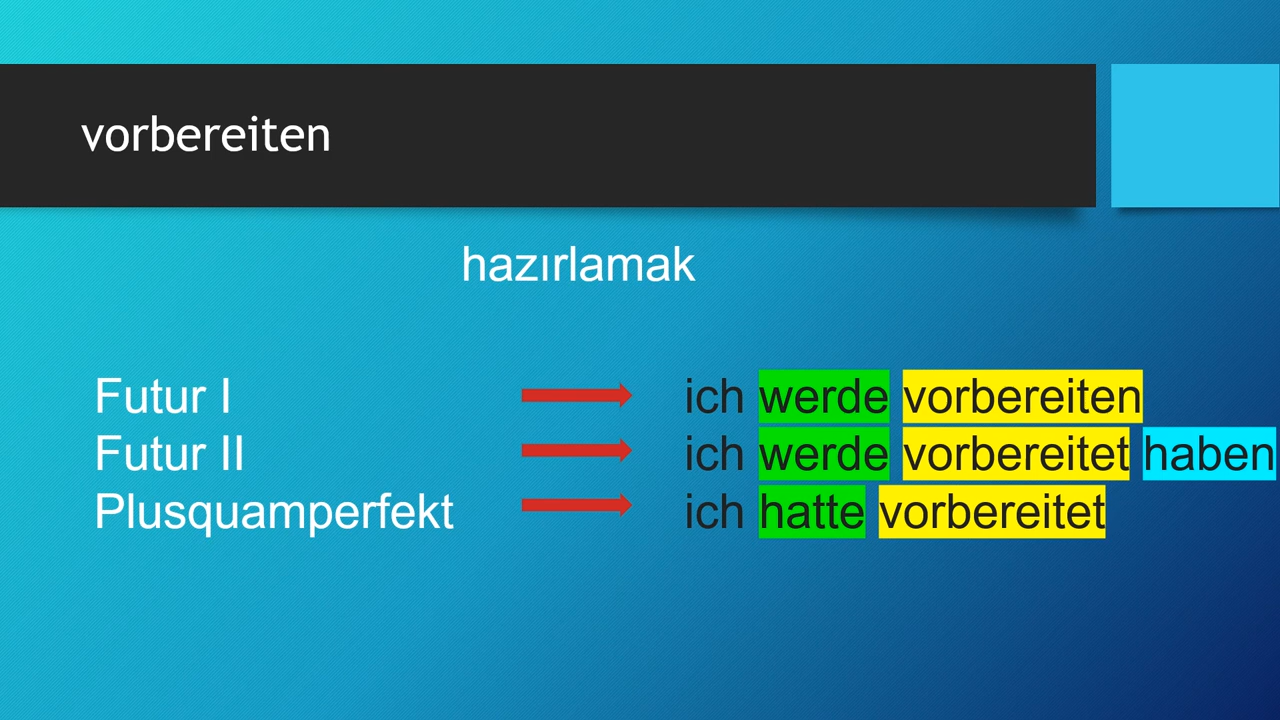 vorbereiten
hazırlamak
Futur I ich werde vorbereiten
Futur II ich werde vorbereitet haben
Plusquamperfekt ich hatte vorbereitet